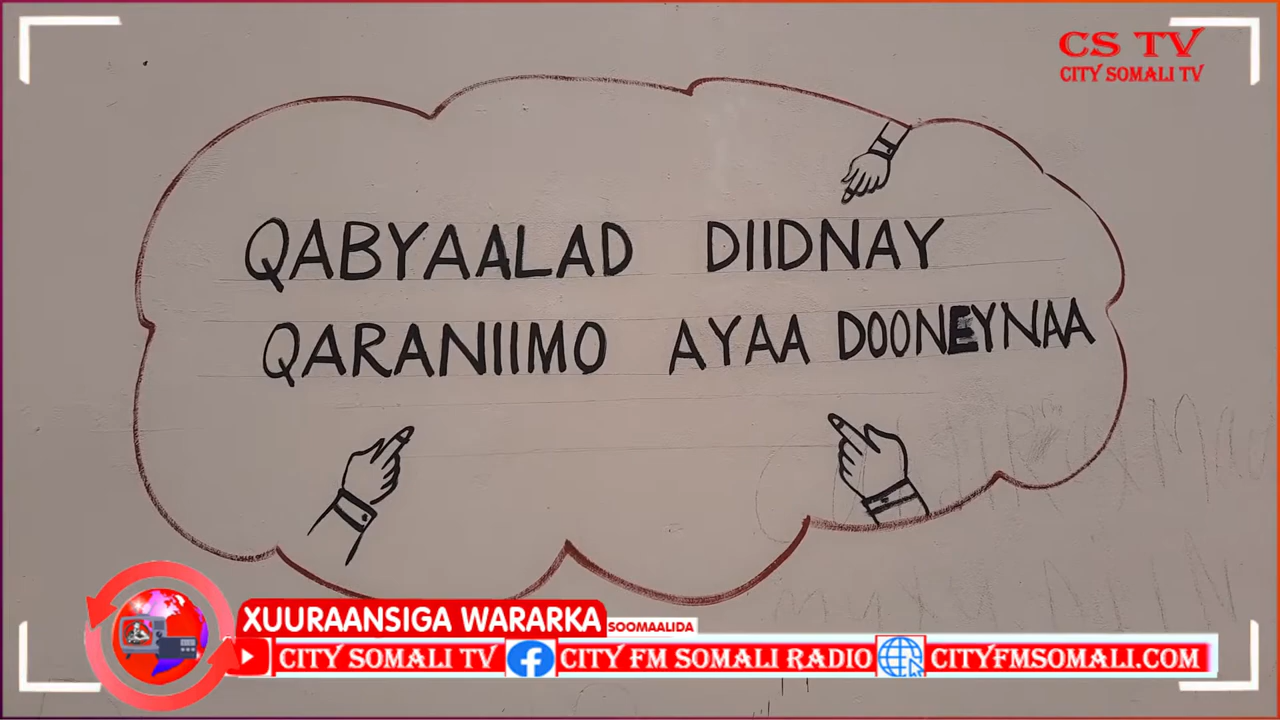 CS TV
CITY SOMALI TV
QABYAALAD DIIDNAY
QARANIIMO AYAA DOONEYNAA
XUURAANSIGA WARARKA
SOOMAALIDA
CITY SOMALI TV CITY FM SOMALI RADIO CITYFMSOMALI.COM